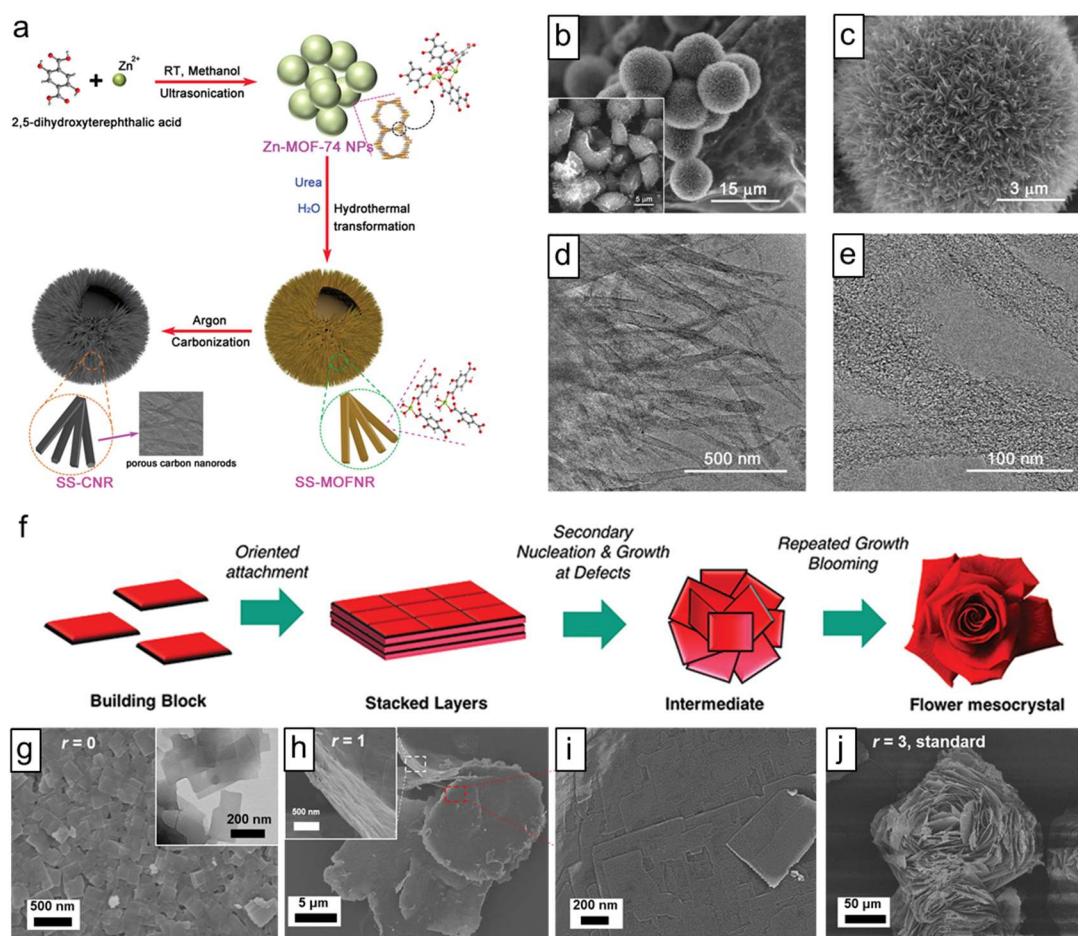 a
Zn²⁺
RT, Methanol
Ultrasonication
2,5-dihydroxyterephthalic acid
Zn-MOF-74 NPs
Urea
H₂O
Hydrothermal
transformation
Argon
Carbonization
porous carbon nanorods
SS-CNR
SS-MOFNR
b
5 μm
15 μm
c
3 μm
d
500 nm
e
100 nm
f
Oriented
attachment
Secondary
Nucleation & Growth
at Defects
Repeated Growth
Blooming
Building Block
Stacked Layers
Intermediate
Flower mesocrystal
g
r = 0
200 nm
500 nm
h
r = 1
500 nm
5 μm
i
200 nm
j
r = 3, standard
50 μm